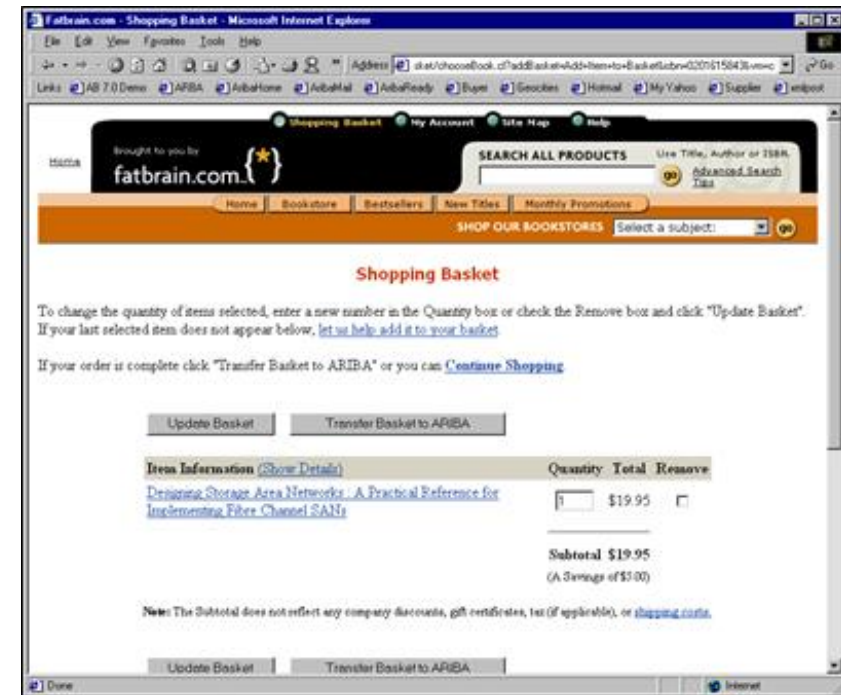 Fatbrain.com - Shopping Basket - Microsoft Internet Explorer
File Edit View Favorites Tools Help
Address
Go
Links AB 7.0 Demo AFIBA AribaHome AribaMail AribaReady Buyer Geocities Hotmail My Yahoo Supplier xmlpost
Shopping Basket My Account Site Map Help
Home
brought to you by
fatbrain.com {*}
SEARCH ALL PRODUCTS
Use Title, Author or ISBN.
go
Advanced Search Tips
Home Bookstore Bestsellers New Titles Monthly Promotions
SHOP OUR BOOKSTORES Select a subject: go
Shopping Basket
To change the quantity of items selected, enter a new number in the Quantity box or check the Remove box and click "Update Basket".
If your last selected item does not appear below, let us help add it to your basket.
If your order is complete click "Transfer Basket to ARIBA" or you can Continue Shopping.
Update Basket Transfer Basket to ARIBA
Item Information (Show Details) Quantity Total Remove
Designing Storage Area Networks : A Practical Reference for
Implementing Fibre Channel SANs
1 $19.95
Subtotal $19.95
(A Savings of $5.00)
Note: The Subtotal does not reflect any company discounts, gift certificates, tax (if applicable), or shipping costs.
Update Basket Transfer Basket to ARIBA
Done Internet